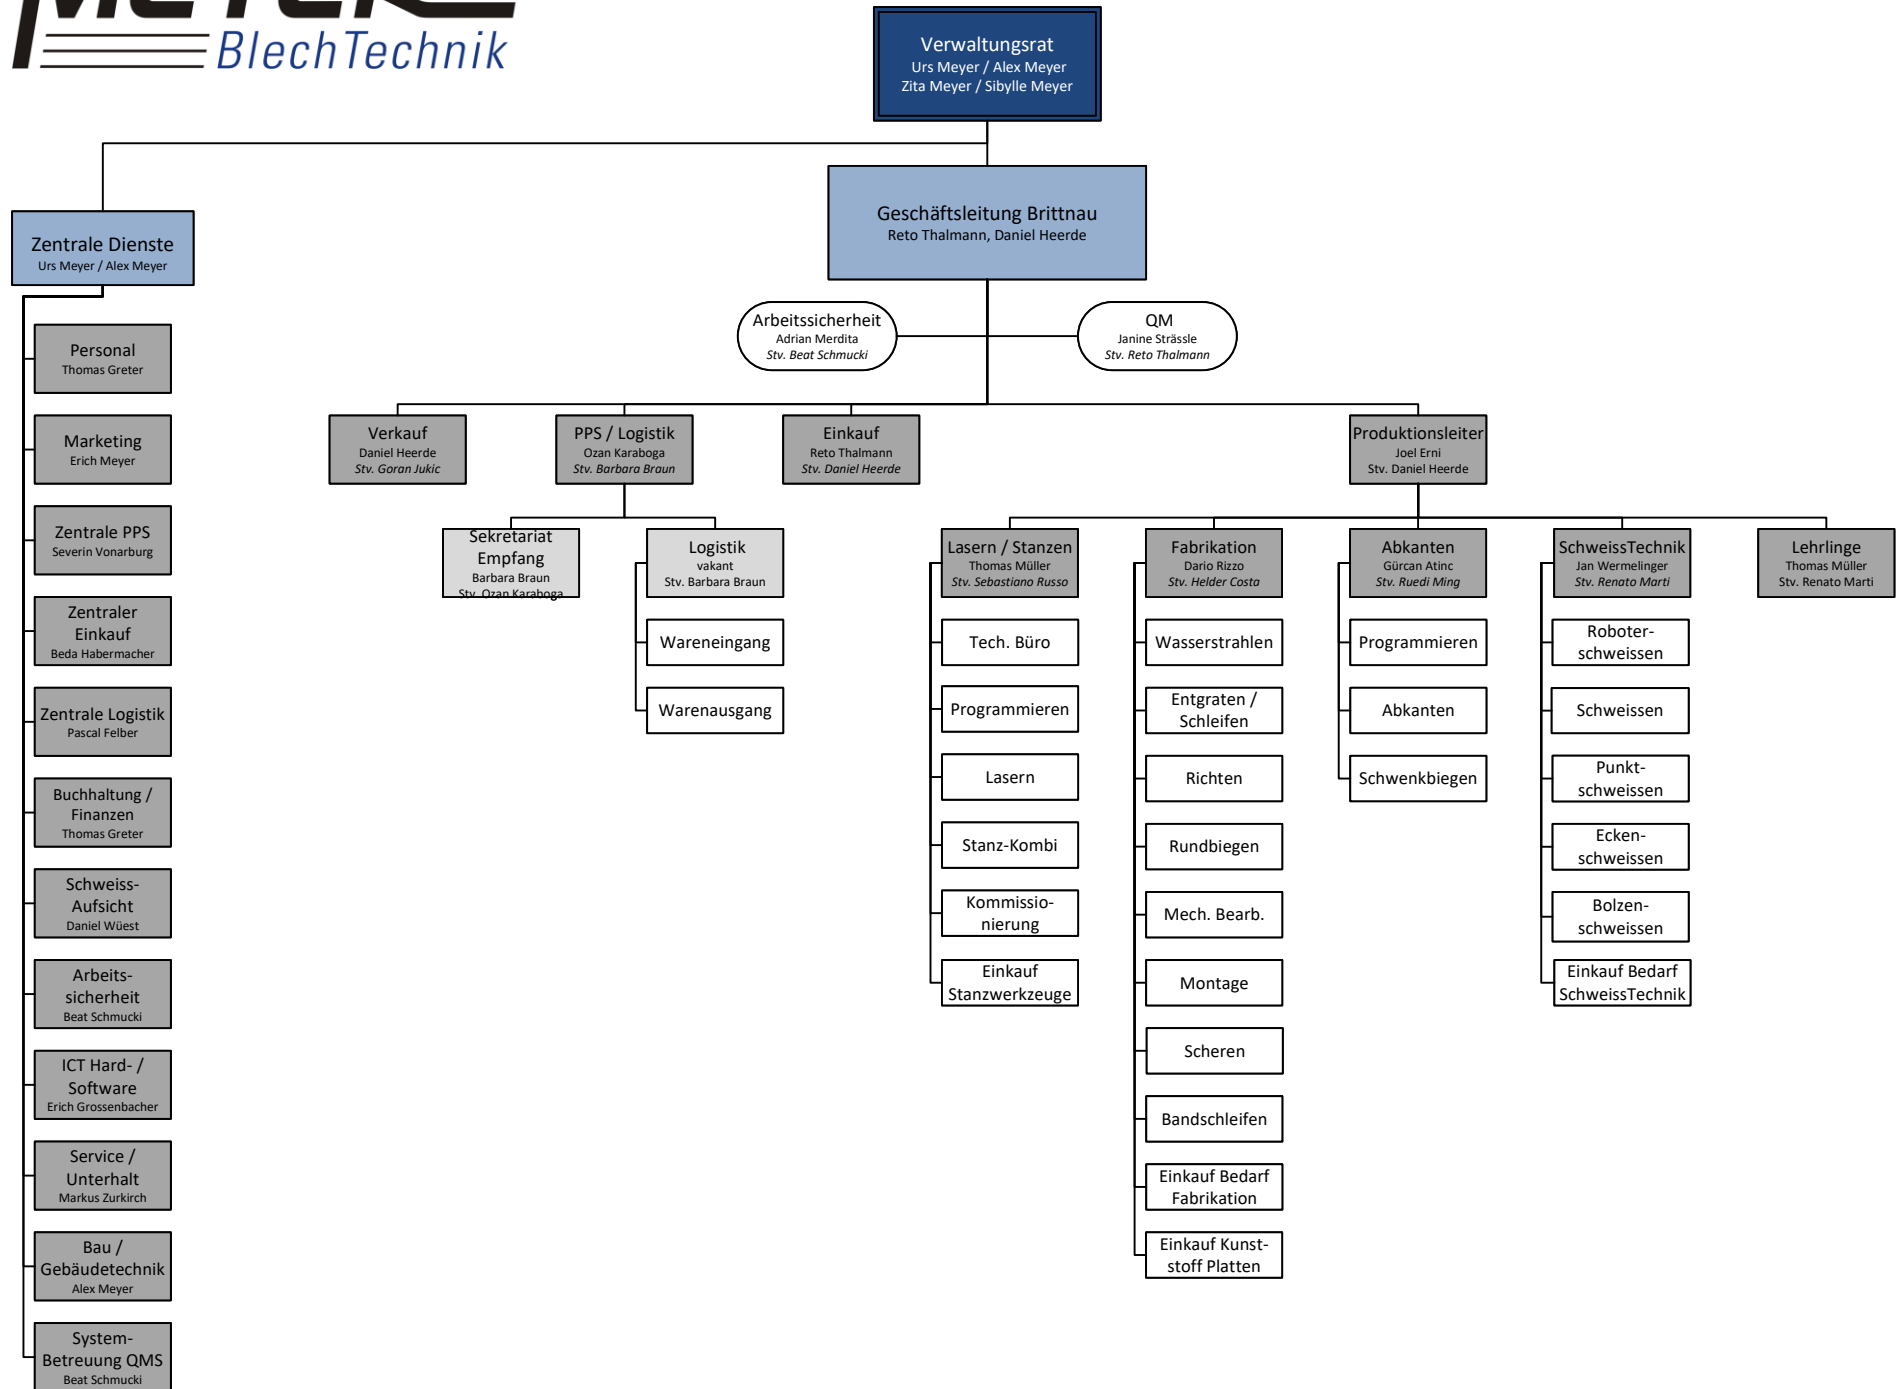 BlechTechnik
Verwaltungsrat
Urs Meyer / Alex Meyer
Zita Meyer / Sibylle Meyer
Geschäftsleitung Brittnau
Reto Thalmann, Daniel Heerde
Zentrale Dienste
Urs Meyer / Alex Meyer
Arbeitssicherheit
Adrian Merdita
Stv. Beat Schmucki
QM
Janine Strässle
Stv. Reto Thalmann
Personal
Thomas Greter
Marketing
Erich Meyer
Zentrale PPS
Severin Vonarburg
Zentraler
Einkauf
Beda Habermacher
Zentrale Logistik
Pascal Felber
Buchhaltung /
Finanzen
Thomas Greter
Schweiss-
Aufsicht
Daniel Wüest
Arbeits-
sicherheit
Beat Schmucki
ICT Hard- /
Software
Erich Grossenbacher
Service /
Unterhalt
Markus Zurkirch
Bau /
Gebäudetechnik
Alex Meyer
System-
Betreuung QMS
Beat Schmucki
Verkauf
Daniel Heerde
Stv. Goran Jukic
PPS / Logistik
Ozan Karaboga
Stv. Barbara Braun
Einkauf
Reto Thalmann
Stv. Daniel Heerde
Produktionsleiter
Joel Erni
Stv. Daniel Heerde
Sekretariat
Empfang
Barbara Braun
Stv. Ozan Karaboga
Logistik
vakant
Stv. Barbara Braun
Wareneingang
Warenausgang
Lasern / Stanzen
Thomas Müller
Stv. Sebastiano Russo
Tech. Büro
Programmieren
Lasern
Stanz-Kombi
Kommissio-
nierung
Einkauf
Stanzwerkzeuge
Fabrikation
Dario Rizzo
Stv. Helder Costa
Wasserstrahlen
Entgraten /
Schleifen
Richten
Rundbiegen
Mech. Bearb.
Montage
Scheren
Bandschleifen
Einkauf Bedarf
Fabrikation
Einkauf Kunst-
stoff Platten
Abkanten
Gürcan Atinc
Stv. Ruedi Ming
Programmieren
Abkanten
Schwenkbiegen
SchweissTechnik
Jan Wermelinger
Stv. Renato Marti
Roboter-
schweissen
Schweissen
Punkt-
schweissen
Ecken-
schweissen
Bolzen-
schweissen
Einkauf Bedarf
SchweissTechnik
Lehrlinge
Thomas Müller
Stv. Renato Marti